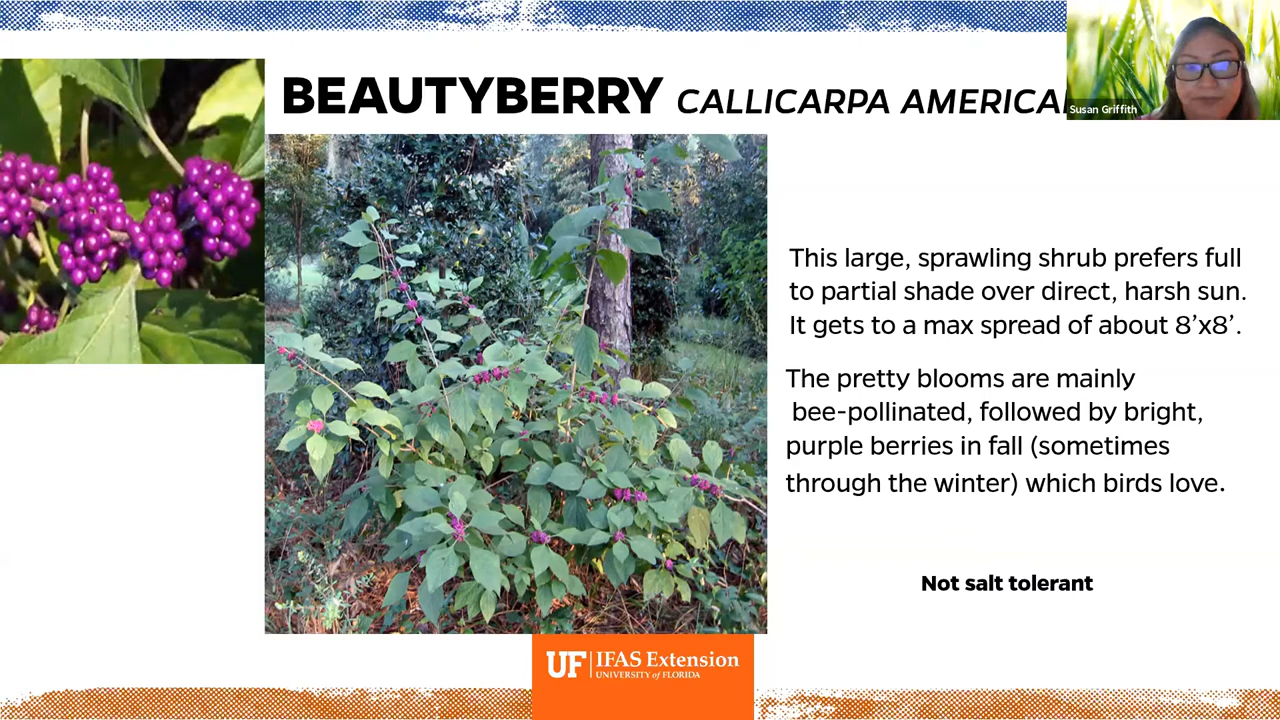 BEAUTYBERRY CALLICARPA AMERICA
Susan Griffith
This large, sprawling shrub prefers full
to partial shade over direct, harsh sun.
It gets to a max spread of about 8’x8’.
The pretty blooms are mainly
bee-pollinated, followed by bright,
purple berries in fall (sometimes
through the winter) which birds love.
Not salt tolerant
UF IFAS Extension
UNIVERSITY of FLORIDA